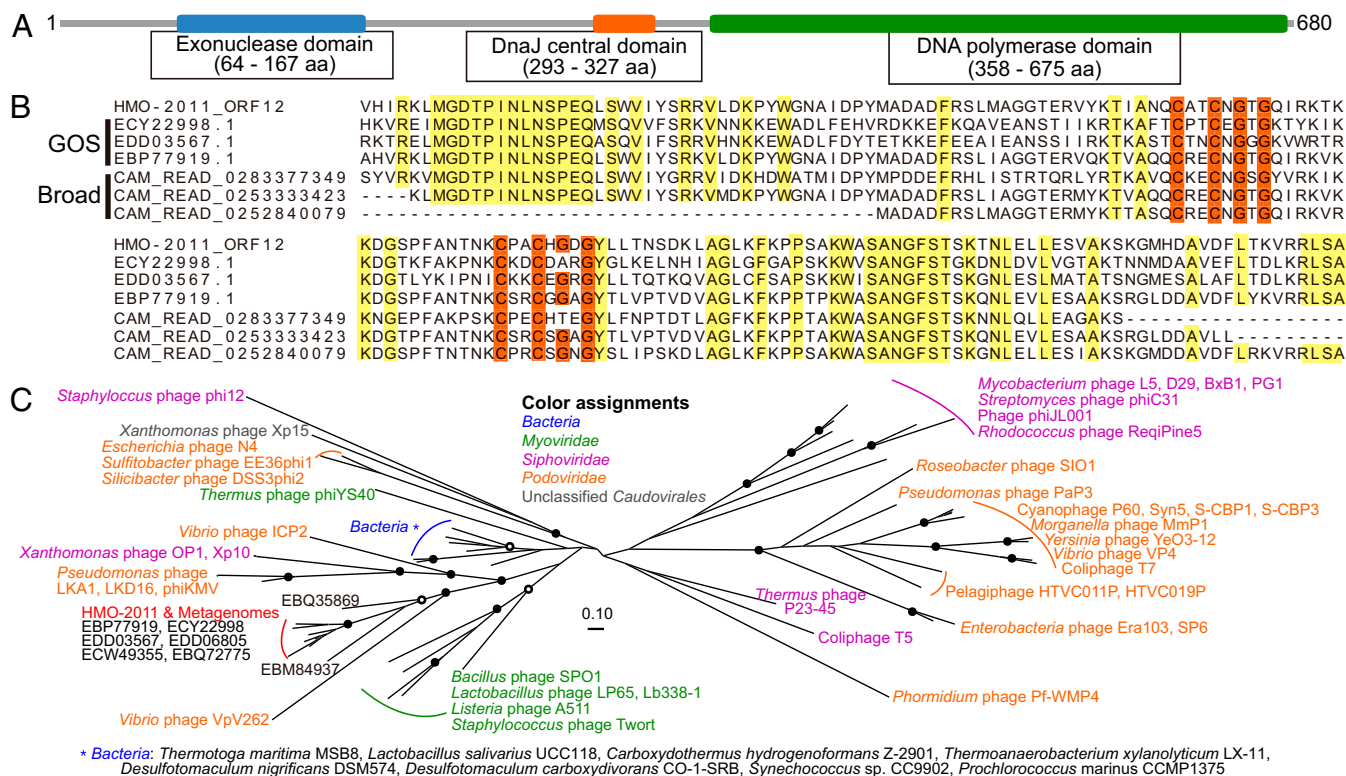 A
1
680
Exonuclease domain
(64 - 167 aa)
DnaJ central domain
(293 - 327 aa)
DNA polymerase domain
(358 - 675 aa)
B
GOS
Broad
HMO-2011_ORF12 VHIRKLMGDTPINLNSPEQLSWVIYSRRVLDKPYWGNAIDPYMADADFRSLMAGGTERVYKTIANQCATCNGTGQIRKTK
ECY22998.1 HKVREIMGDTPINLNSPEQMSQVVFSRKVNNKKEWADLFEHVRDKKEFKQAVEANSTIIKRTKAFTCPTCEGTGKTYKIK
EDD03567.1 RKTRELMGDTPINLNSPEQASQVIFSRRVHNKKEWADLFDYTETKKEFEEAIEANSSIIRRTKASTCTNCNGGGKVWRTR
EBP77919.1 AHVRKLMGDTPINLNSPEQLSWVIYSRKVLDKPYWGNAIDPYMADADFRSLIAGGTERVQKTVAQQCRECNGTGQIRKVK
CAM_READ_0283377349 SYVRKVMGDTPINLNSPEQLSWVIYGRRVIDKHDWATMIDPYMPDDEFRHLISTRTQRLYRTKAVQCKECNGSGYVRKIK
CAM_READ_0253333423 ----KLMGDTPINLNSPEQLSWVIYSRKVMDKPYWGNAIDPYMADADFRSLIAGGTERMYKTVAQQCRECNGTGQIRKVK
CAM_READ_0252840079 -------------------------------------------MADADFRSLMAGGTERMYKTTASQCRECNGTGQIRKVR
HMO-2011_ORF12 KDGSPFANTNKCPACHGDGYLLTNSDKLAGLKFKPPSAKWASANGFSTSKTNLELLESVAKSKGMHDAVDFLTKVRRLSA
ECY22998.1 KDGTKFAKPNKCKDCDARGYGLKELNHIAGLGFGAPSKKWVSANGFSTGKDNLDVLVGTAKTNNMDAVEFLTDLKRLSA
EDD03567.1 KDGTLYKIPNICKKCEGRGYLLTQTKQVAGLCFSAPSKKWASANGFSTSKDNLESLMATATSNGMESALAFLTDLKRLSA
EBP77919.1 KDGSPFANTNKCSRCGGAGYTLVPTVDVAGLKFKPPTPKWASANGFSTSKQNLEVLESAAKSRGLDDAVDFLYKVRRLSA
CAM_READ_0283377349 KNGEPFAKPSKCPECHTEGYLFNPTDTLAGFKFKPPTAKWASANGFSTSKNNLQLLEAGAKS------------------
CAM_READ_0253333423 KDGTPFANTNKCSRCSGAGYTLVPTVDVAGLKFKPPSAKWASANGFSTSKDNLEVLESAAKSRGLDDAVLL---------
CAM_READ_0252840079 KDGSPFTNTNKCPRCSGNGYSLIPSKDLAGLKFKPPSAKWASANGFSTGKGNLEVLESIAKSKGMDDAVDFLRKVRRLSA
C
Staphyloccus phage phi12
Xanthomonas phage Xp15
Escherichia phage N4
Sulfitobacter phage EE36phi1
Silicibacter phage DSS3phi2
Thermus phage phiYS40
Bacteria *
Vibrio phage ICP2
Xanthomonas phage OP1, Xp10
Pseudomonas phage
LKA1, LKD16, phiKMV
EBQ35869
HMO-2011 & Metagenomes
EBP77919, ECY22998
EDD03567, EDD06805
ECW49355, EBQ72775
EBM84937
Vibrio phage VpV262
Color assignments
Bacteria
Myoviridae
Siphoviridae
Podoviridae
Unclassified Caudovirales
0.10
Bacillus phage SPO1
Lactobacillus phage LP65, Lb338-1
Listeria phage A511
Staphylococcus phage Twort
Mycobacterium phage L5, D29, BxB1, PG1
Streptomyces phage phiC31
Phage phiJL001
Rhodococcus phage ReqiPine5
Roseobacter phage SIO1
Pseudomonas phage PaP3
Cyanophage P60, Syn5, S-CBP1, S-CBP3
Morganella phage MmP1
Yersinia phage YeO3-12
Vibrio phage VP4
Coliphage T7
Pelagiphage HTVC011P, HTVC019P
Thermus phage
P23-45
Coliphage T5
Enterobacteria phage Era103, SP6
Phormidium phage Pf-WMP4
* Bacteria: Thermotoga maritima MSB8, Lactobacillus salivarius UCC118, Carboxydothermus hydrogenoformans Z-2901, Thermoanaerobacterium xylanolyticum LX-11,
Desulfotomaculum nigrificans DSM574, Desulfotomaculum carboxydivorans CO-1-SRB, Synechococcus sp. CC9902, Prochlorococcus marinus CCMP1375